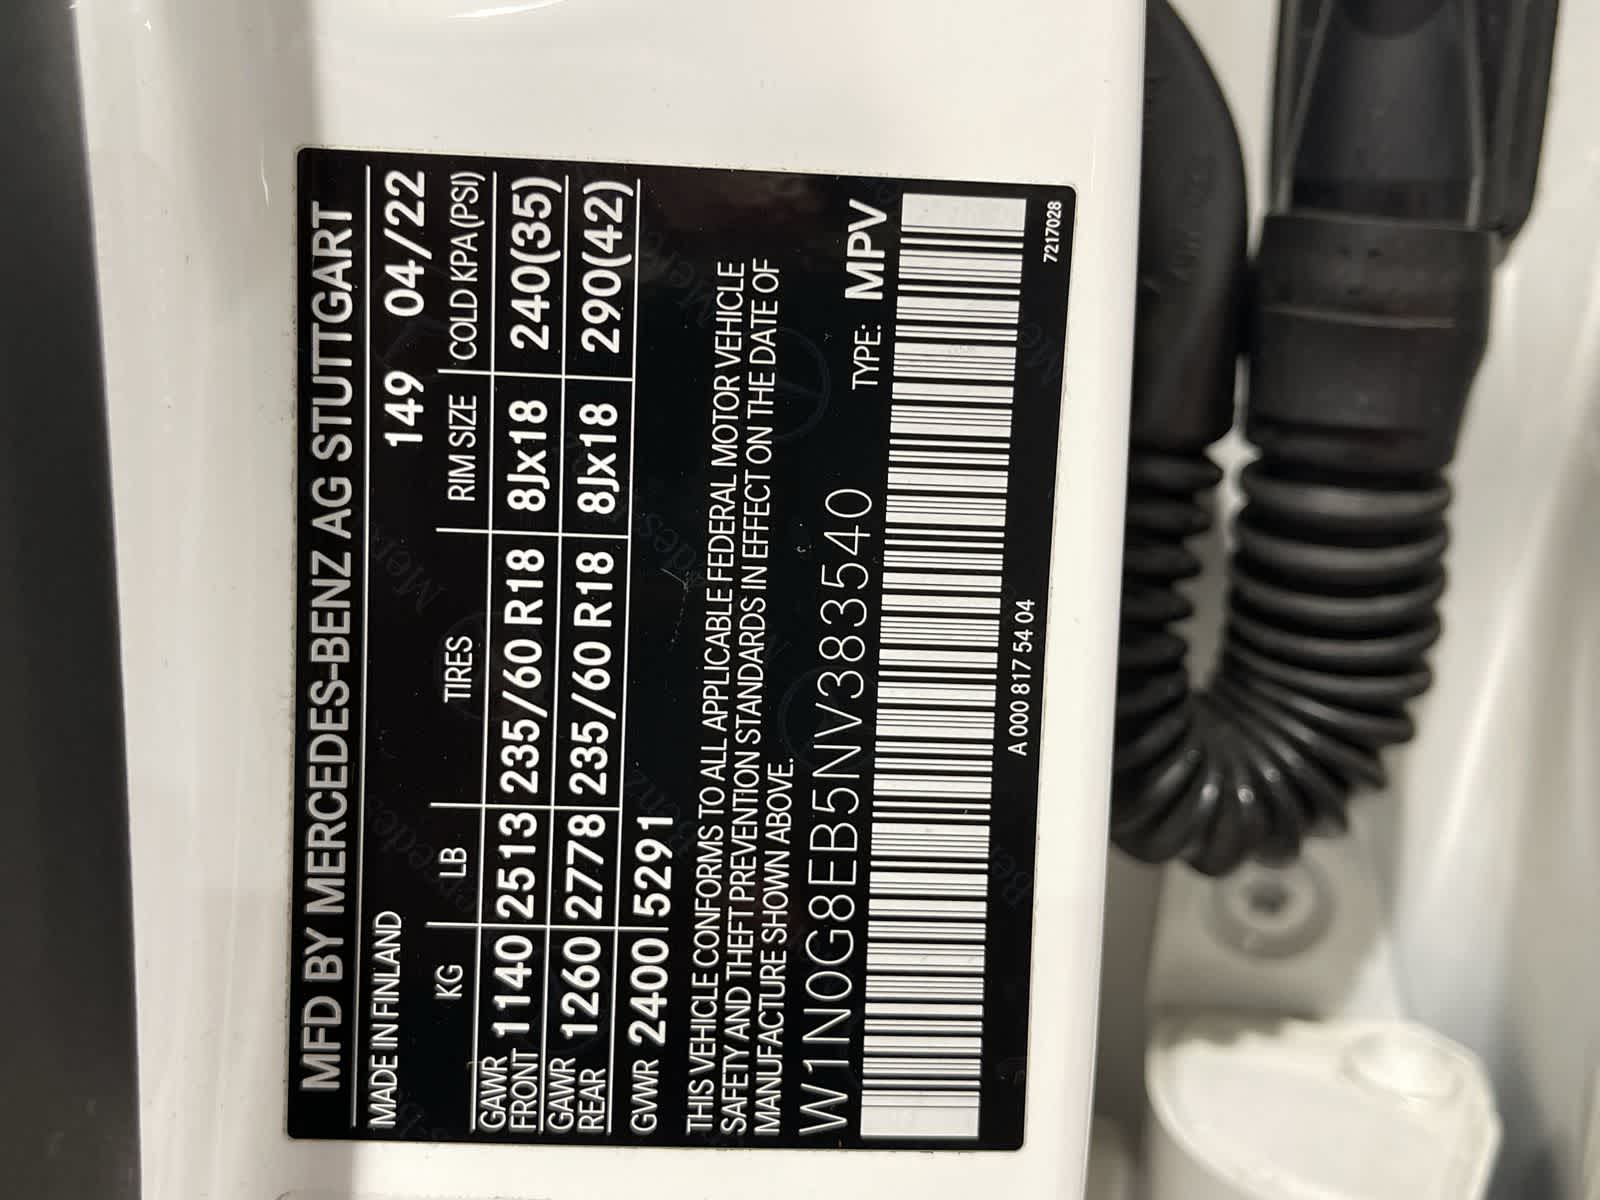 MFD BY MERCEDES-BENZ AG STUTTGART
MADE IN FINLAND 149 04/22
KG LB TIRES RIM SIZE COLD KPA(PSI)
GAWR FRONT 1140 2513 235/60 R18 8Jx18 240(35)
GAWR REAR 1260 2778 235/60 R18 8Jx18 290(42)
GVWR 2400 5291
THIS VEHICLE CONFORMS TO ALL APPLICABLE FEDERAL MOTOR VEHICLE
SAFETY AND THEFT PREVENTION STANDARDS IN EFFECT ON THE DATE OF
MANUFACTURE SHOWN ABOVE.
W1N0G8EB5NV383540 TYPE: MPV
A 000 817 54 04 7217028